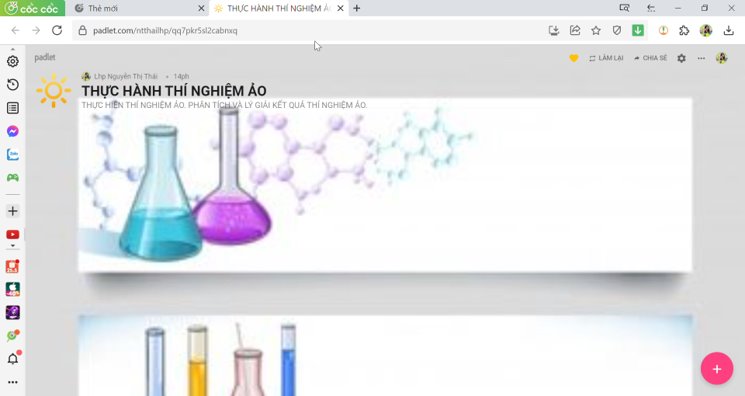 cốc cốc
Thẻ mới
THỰC HÀNH THÍ NGHIỆM Ả
padlet.com/ntthailhp/qq7pkr5sl2cabnxq
padlet
LÀM LẠI
CHIA SẺ
Lhp Nguyễn Thị Thái • 14ph
THỰC HÀNH THÍ NGHIỆM ẢO
THỰC HIỆN THÍ NGHIỆM ẢO. PHÂN TÍCH VÀ LÝ GIẢI KẾT QUẢ THÍ NGHIỆM ẢO.